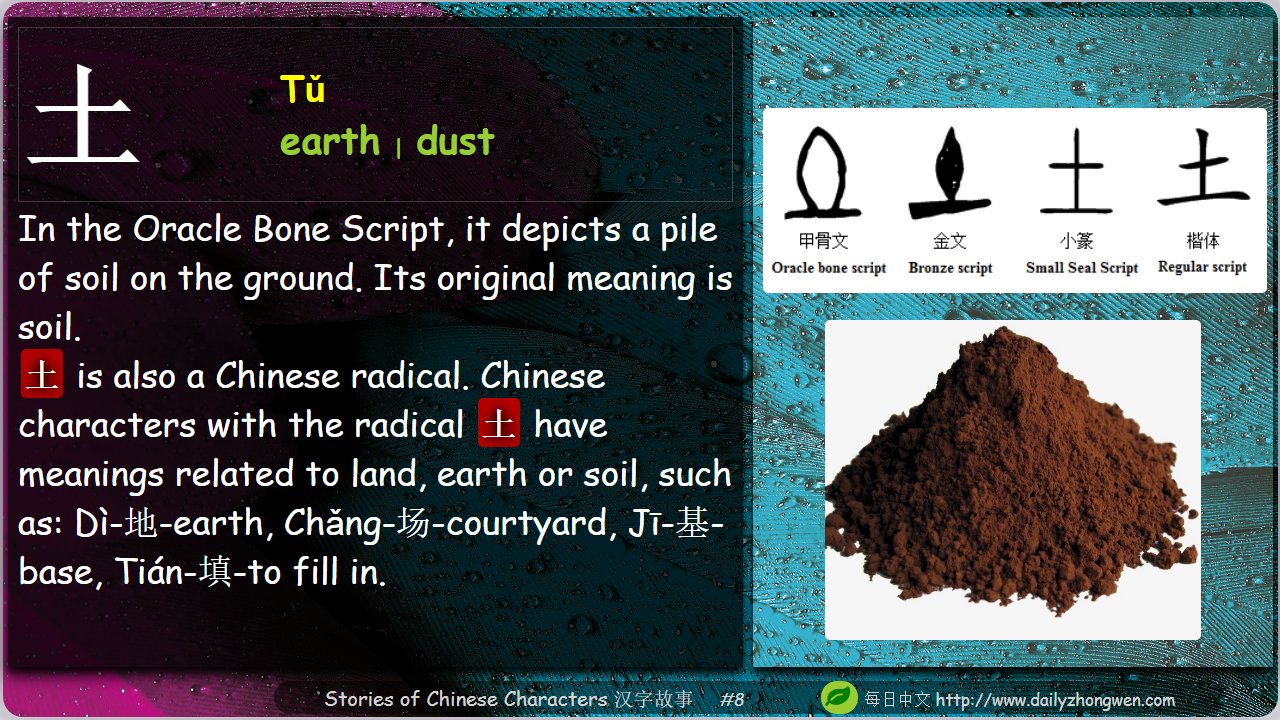 土
Tǔ
earth | dust
In the Oracle Bone Script, it depicts a pile
of soil on the ground. Its original meaning is
soil.
土 is also a Chinese radical. Chinese
characters with the radical 土 have
meanings related to land, earth or soil, such
as: Dì-地-earth, Chǎng-场-courtyard, Jī-基-
base, Tián-填-to fill in.
甲骨文 金文 小篆 楷体
Oracle bone script Bronze script Small Seal Script Regular script
Stories of Chinese Characters 汉字故事 #8 每日中文 http://www.dailyzhongwen.com